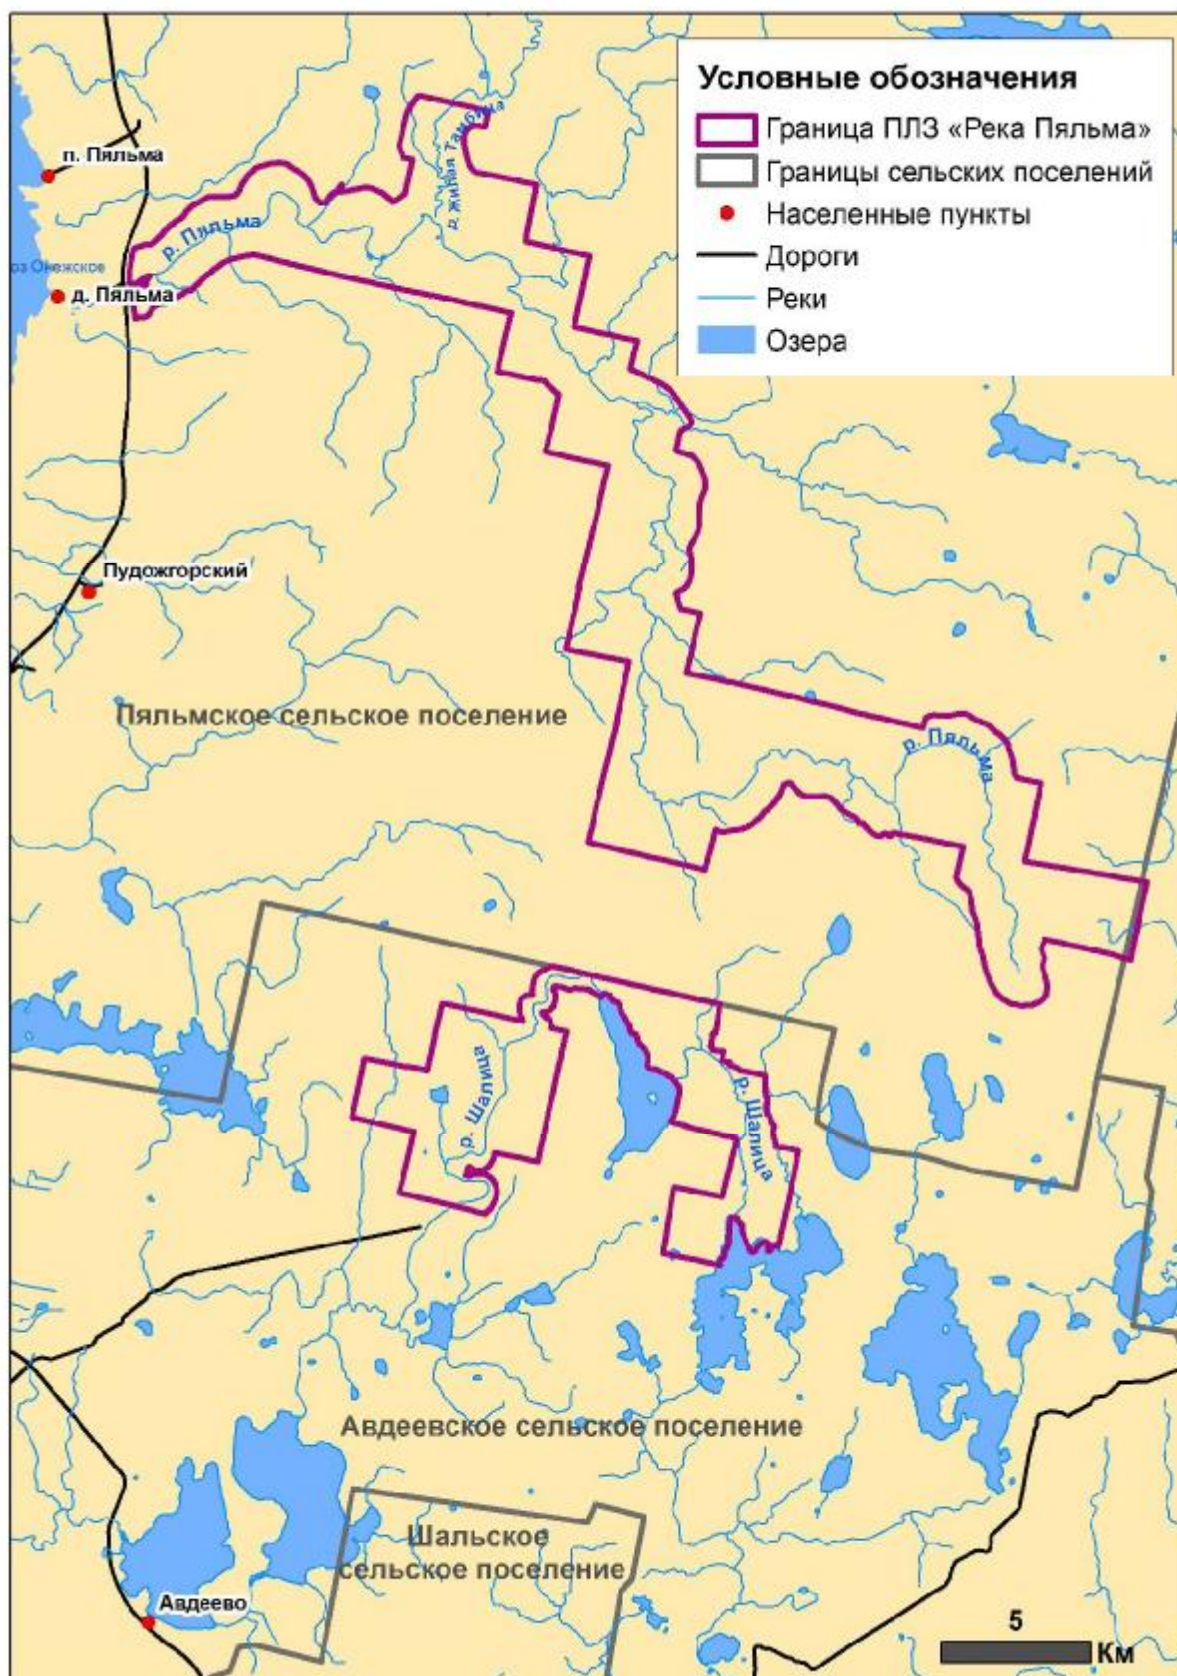 Условные обозначения
Граница ПЛЗ «Река Пяльма»
Границы сельских поселений
Населенные пункты
Дороги
Реки
Озера
п. Пяльма
р. Живая Тамбица
р. Пяльма
оз Онежское
д. Пяльма
Пудожгорский
Пяльмское сельское поселение
р. Пяльма
р. Шалица
р. Шалица
Авдеевское сельское поселение
Шальское
сельское поселение
Авдеево
5
Км